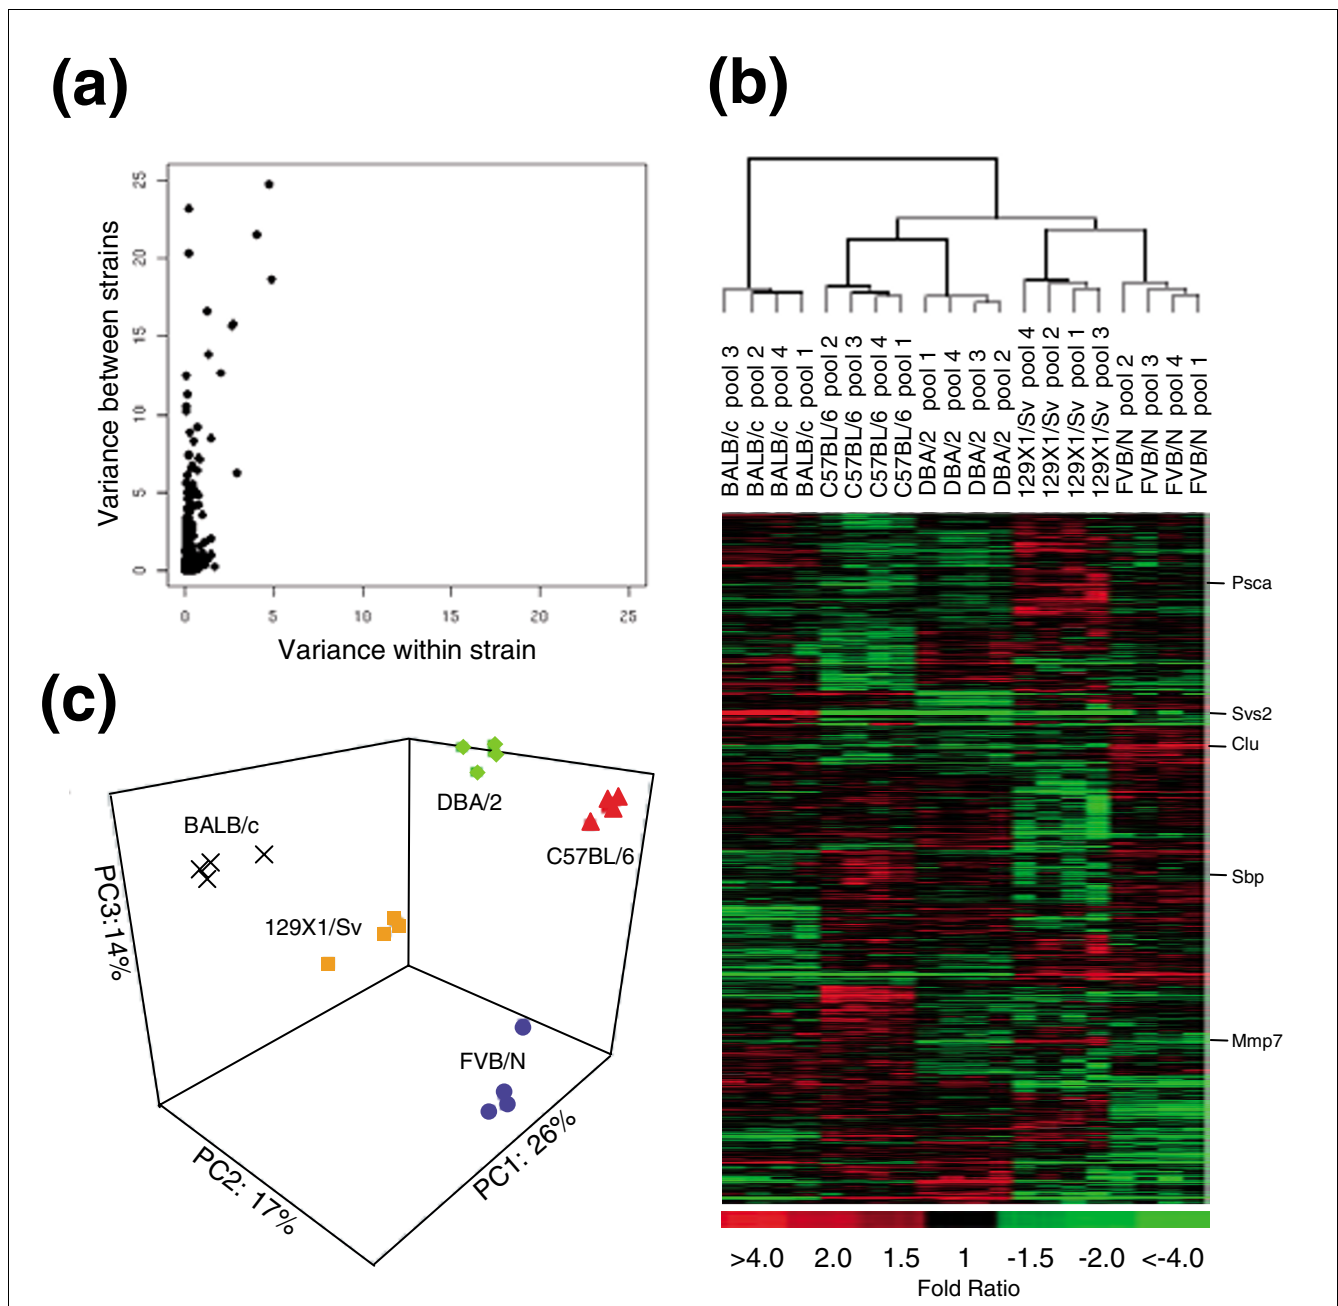 (a)
25
20
15
10
5
0
Variance between strains
0 5 10 15 20 25
Variance within strain
(b)
BALB/c pool 3
BALB/c pool 2
BALB/c pool 4
BALB/c pool 1
C57BL/6 pool 2
C57BL/6 pool 3
C57BL/6 pool 4
C57BL/6 pool 1
DBA/2 pool 1
DBA/2 pool 4
DBA/2 pool 3
DBA/2 pool 2
129X1/Sv pool 4
129X1/Sv pool 2
129X1/Sv pool 1
129X1/Sv pool 3
FVB/N pool 2
FVB/N pool 3
FVB/N pool 4
FVB/N pool 1
Psca
Svs2
Clu
Sbp
Mmp7
>4.0 2.0 1.5 1 -1.5 -2.0 <-4.0
Fold Ratio
(c)
DBA/2
BALB/c
C57BL/6
129X1/Sv
FVB/N
PC3:14%
PC2: 17%
PC1: 26%